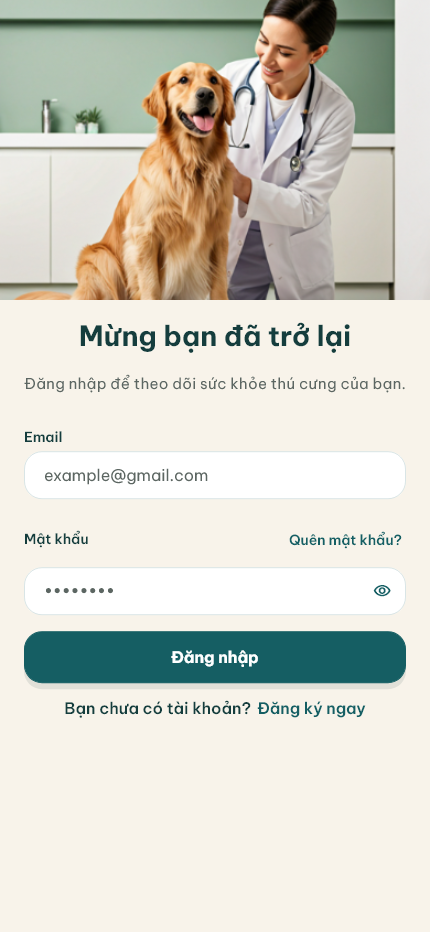 Mừng bạn đã trở lại
Đăng nhập để theo dõi sức khỏe thú cưng của bạn.
Email
example@gmail.com
Mật khẩu
Quên mật khẩu?
••••••••
Đăng nhập
Bạn chưa có tài khoản? Đăng ký ngay